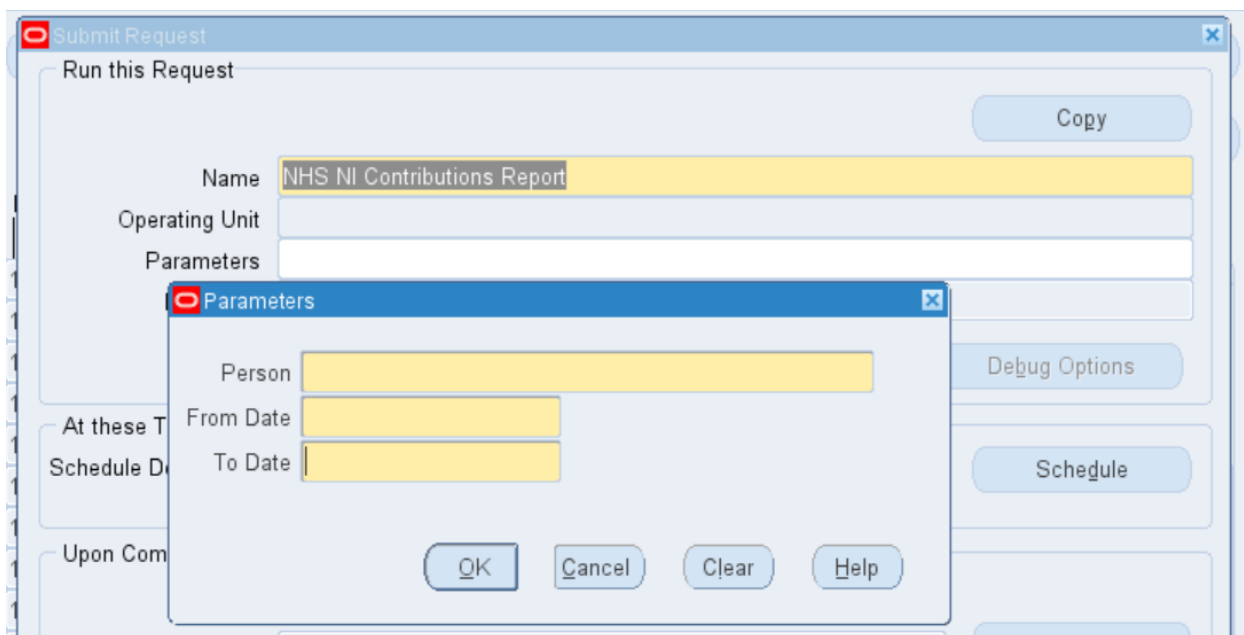 Submit Request
Run this Request
Copy
Name NHS NI Contributions Report
Operating Unit
Parameters
Parameters
Person
Debug Options
From Date
At these T
To Date
Schedule De
Schedule
Upon Com
OK Cancel Clear Help